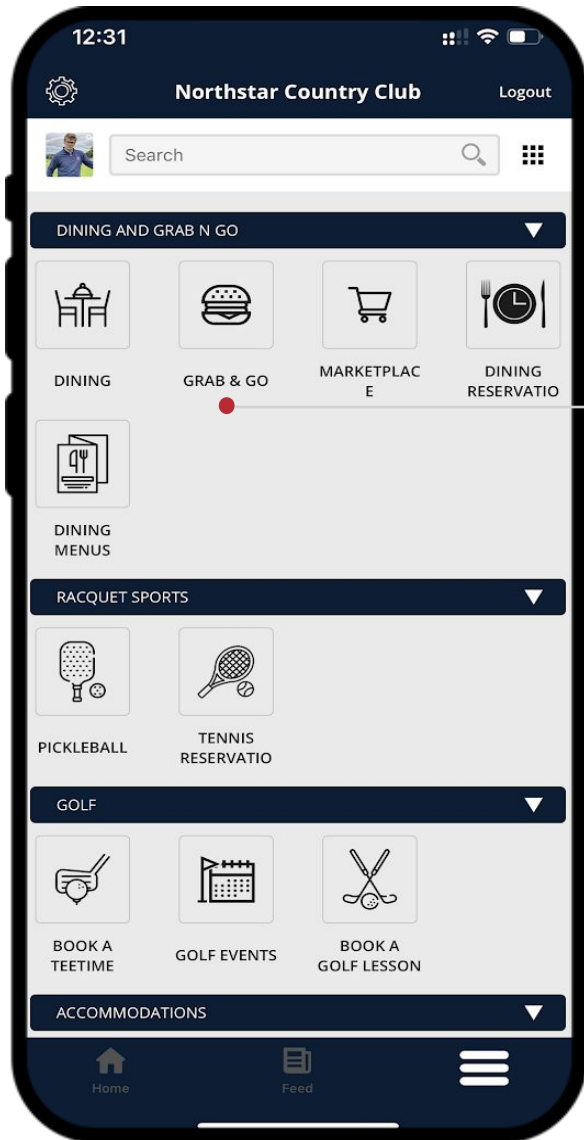 12:31
Northstar Country Club
Logout
Search
DINING AND GRAB N GO
DINING
GRAB & GO
MARKETPLAC
E
DINING
RESERVATIO
DINING
MENUS
RACQUET SPORTS
PICKLEBALL
TENNIS
RESERVATIO
GOLF
BOOK A
TEETIME
GOLF EVENTS
BOOK A
GOLF LESSON
ACCOMMODATIONS
Home
Feed